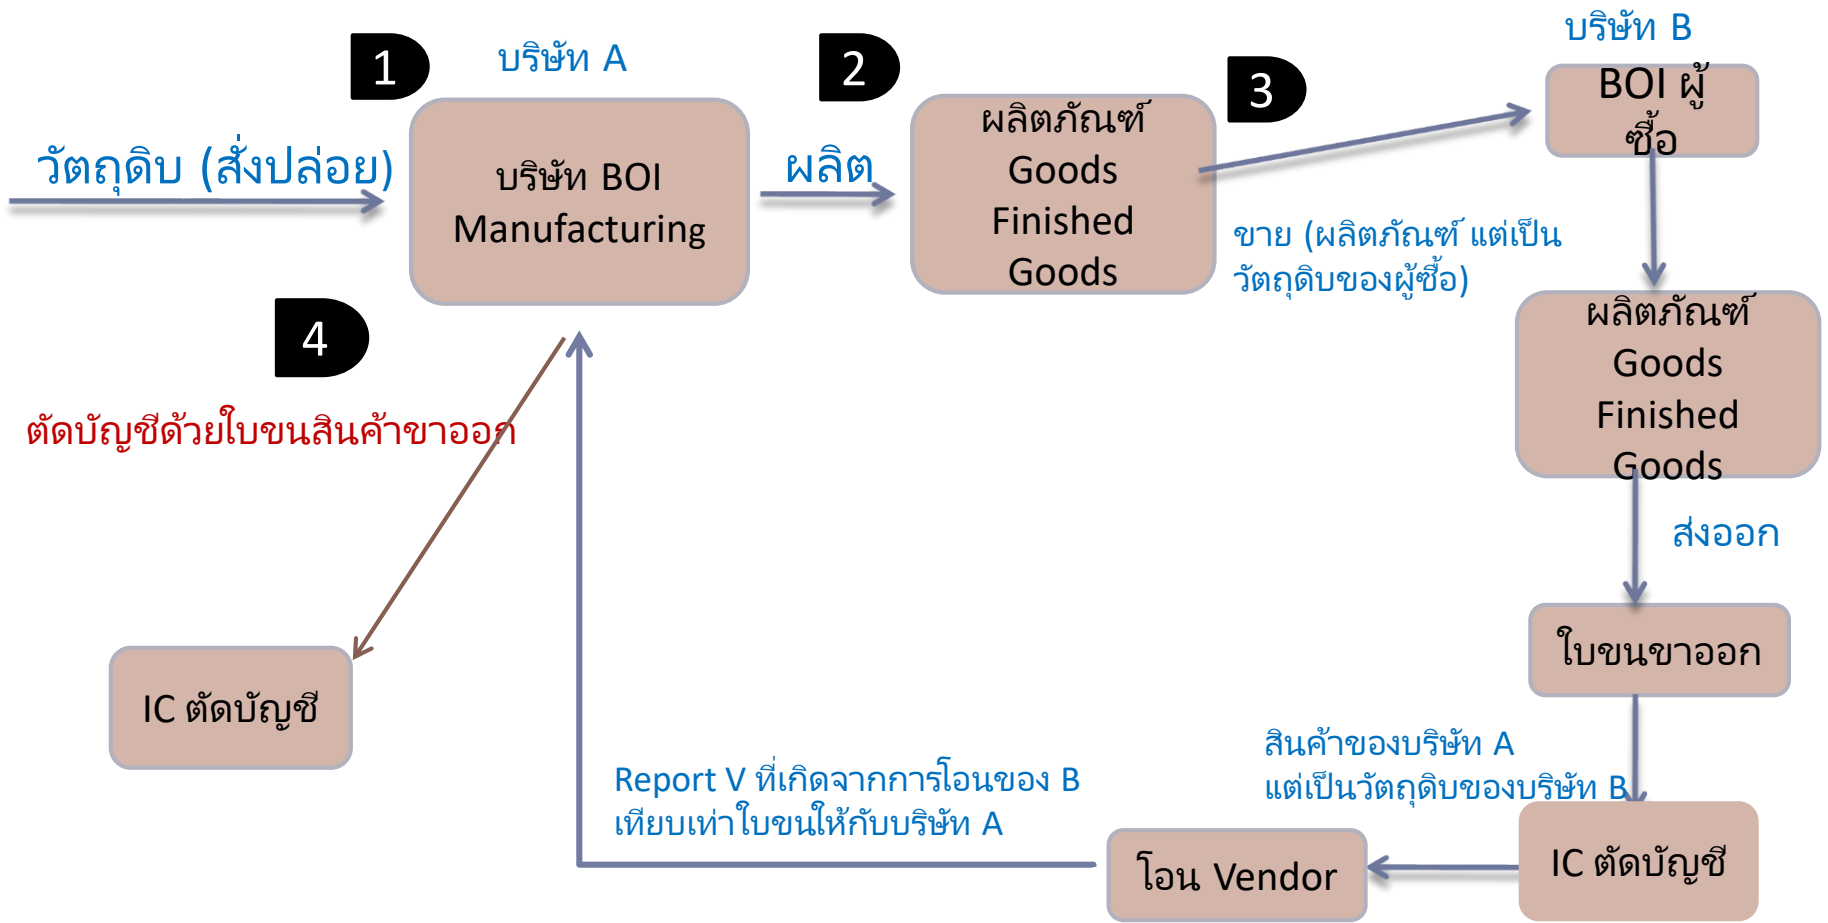 1
บริษัท A
2
3
บริษัท B
BOI ผู้
ซื้อ
วัตถุดิบ (สั่งปล่อย)
บริษัท BOI
Manufacturing
ผลิต
ผลิตภัณฑ์
Goods
Finished
Goods
ขาย (ผลิตภัณฑ์ แต่เป็น
วัตถุดิบของผู้ซื้อ)
ผลิตภัณฑ์
Goods
Finished
Goods
4
ตัดบัญชีด้วยใบขนสินค้าขาออก
ส่งออก
ใบขนขาออก
IC ตัดบัญชี
สินค้าของบริษัท A
แต่เป็นวัตถุดิบของบริษัท B
Report V ที่เกิดจากการโอนของ B
เทียบเท่าใบขนให้กับบริษัท A
โอน Vendor
IC ตัดบัญชี